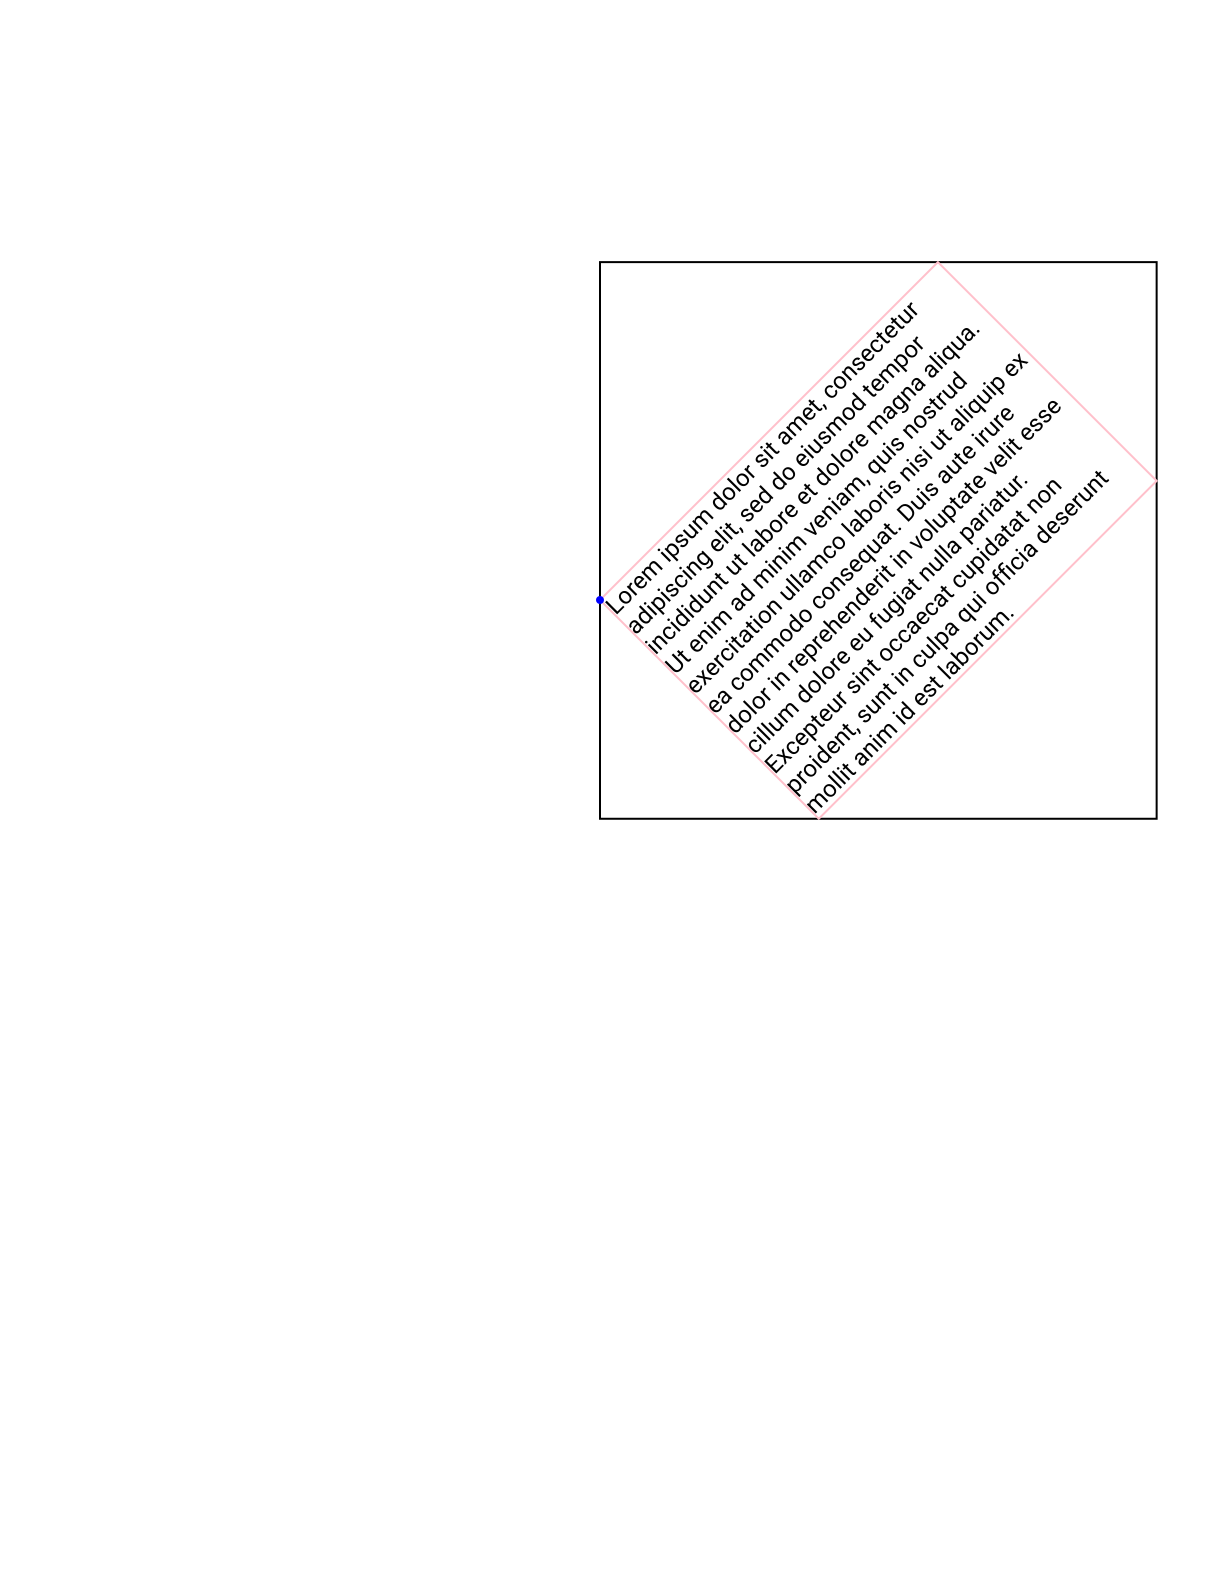 Lorem ipsum dolor sit amet, consectetur
adipiscing elit, sed do eiusmod tempor
incididunt ut labore et dolore magna aliqua.
Ut enim ad minim veniam, quis nostrud
exercitation ullamco laboris nisi ut aliquip ex
ea commodo consequat. Duis aute irure
dolor in reprehenderit in voluptate velit esse
cillum dolore eu fugiat nulla pariatur.
Excepteur sint occaecat cupidatat non
proident, sunt in culpa qui officia deserunt
mollit anim id est laborum.